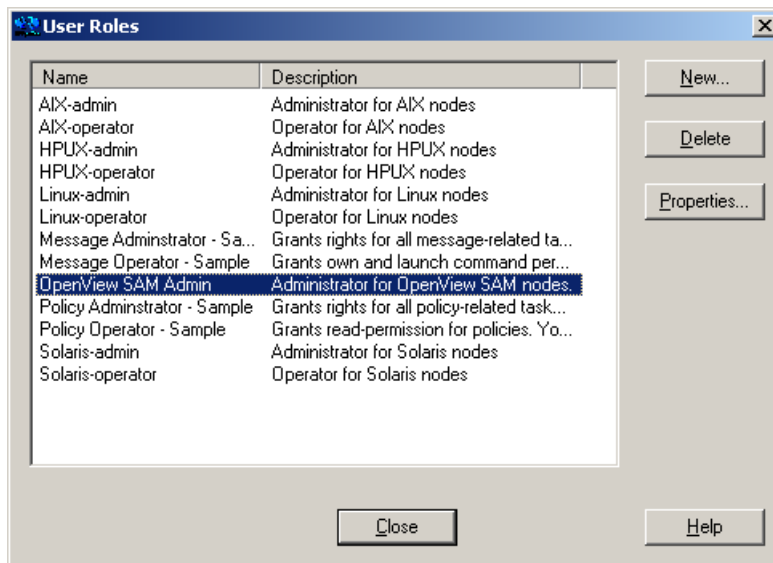 User Roles
Name Description
AIX-admin Administrator for AIX nodes
AIX-operator Operator for AIX nodes
HPUX-admin Administrator for HPUX nodes
HPUX-operator Operator for HPUX nodes
Linux-admin Administrator for Linux nodes
Linux-operator Operator for Linux nodes
Message Adminstrator - Sa... Grants rights for all message-related ta...
Message Operator - Sample Grants own and launch command per...
OpenView SAM Admin Administrator for OpenView SAM nodes.
Policy Adminstrator - Sample Grants rights for all policy-related task...
Policy Operator - Sample Grants read-permission for policies. Yo...
Solaris-admin Administrator for Solaris nodes
Solaris-operator Operator for Solaris nodes
New...
Delete
Properties...
Close
Help